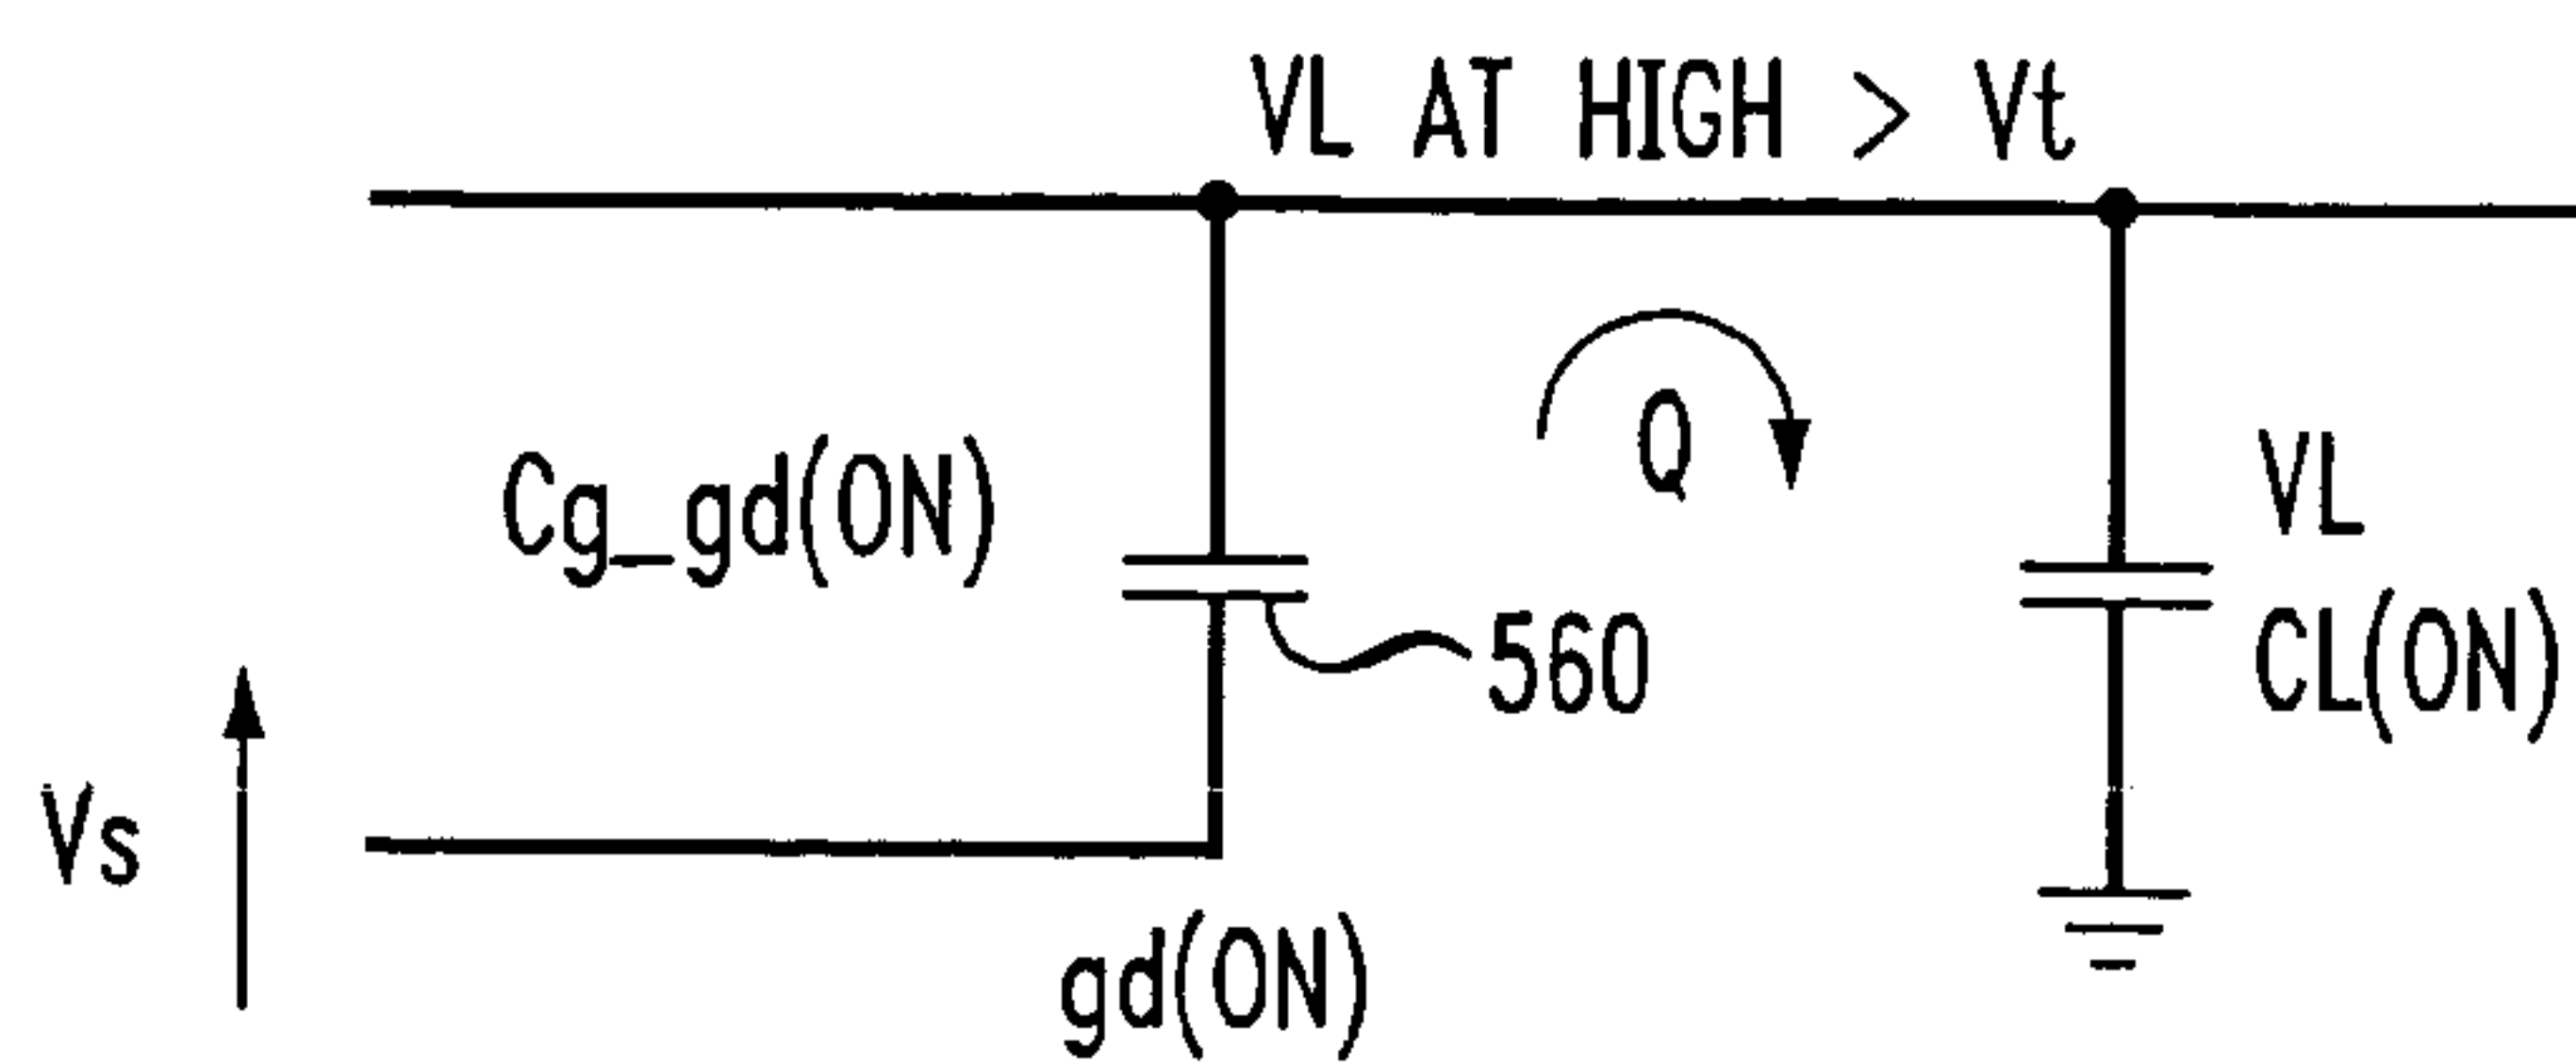 VL AT HIGH > Vt
Cg_gd(ON)
Q
VL
560
CL(ON)
Vs
gd(ON)